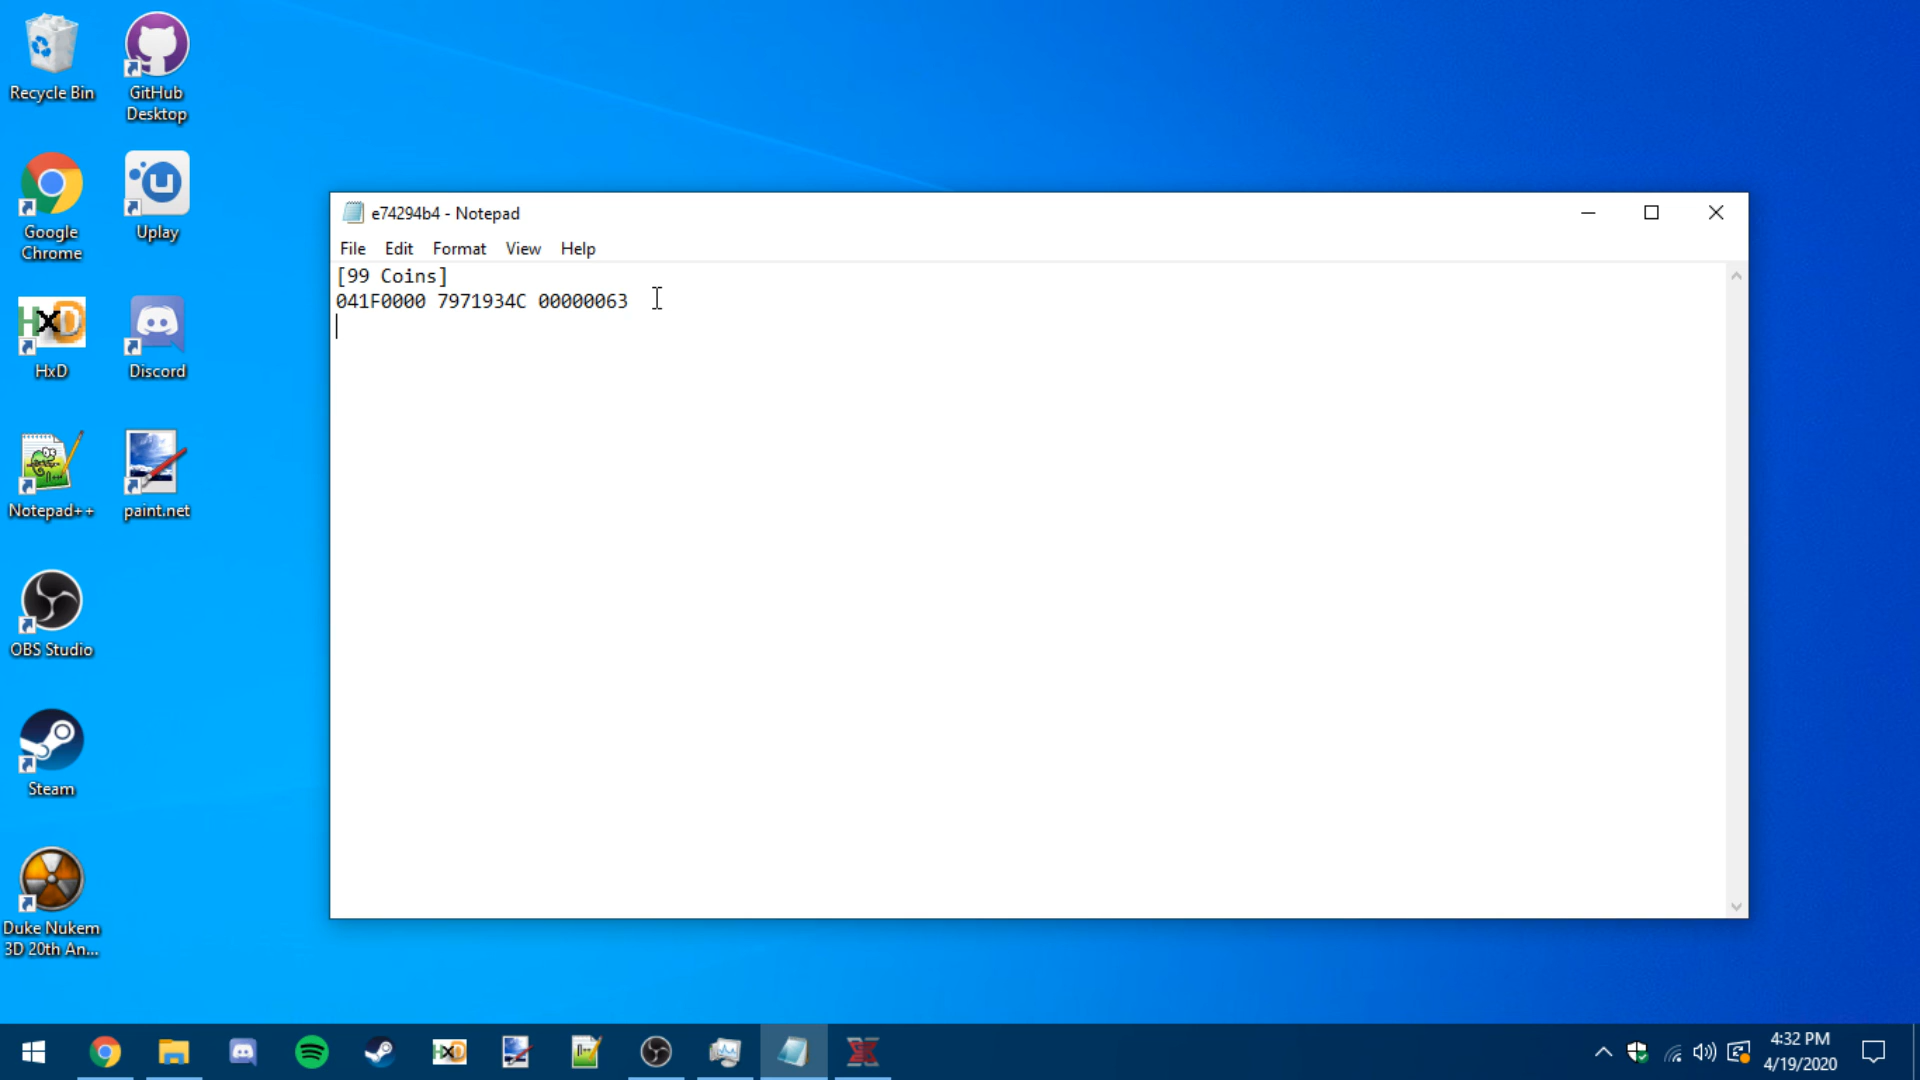 Recycle Bin
GitHub
Desktop
Google
Chrome
Uplay
HxD
Discord
Notepad++
paint.net
OBS Studio
Steam
Duke Nukem
3D 20th An...
e74294b4 - Notepad
File Edit Format View Help
[99 Coins]
041F0000 7971934C 00000063
4:32 PM
4/19/2020